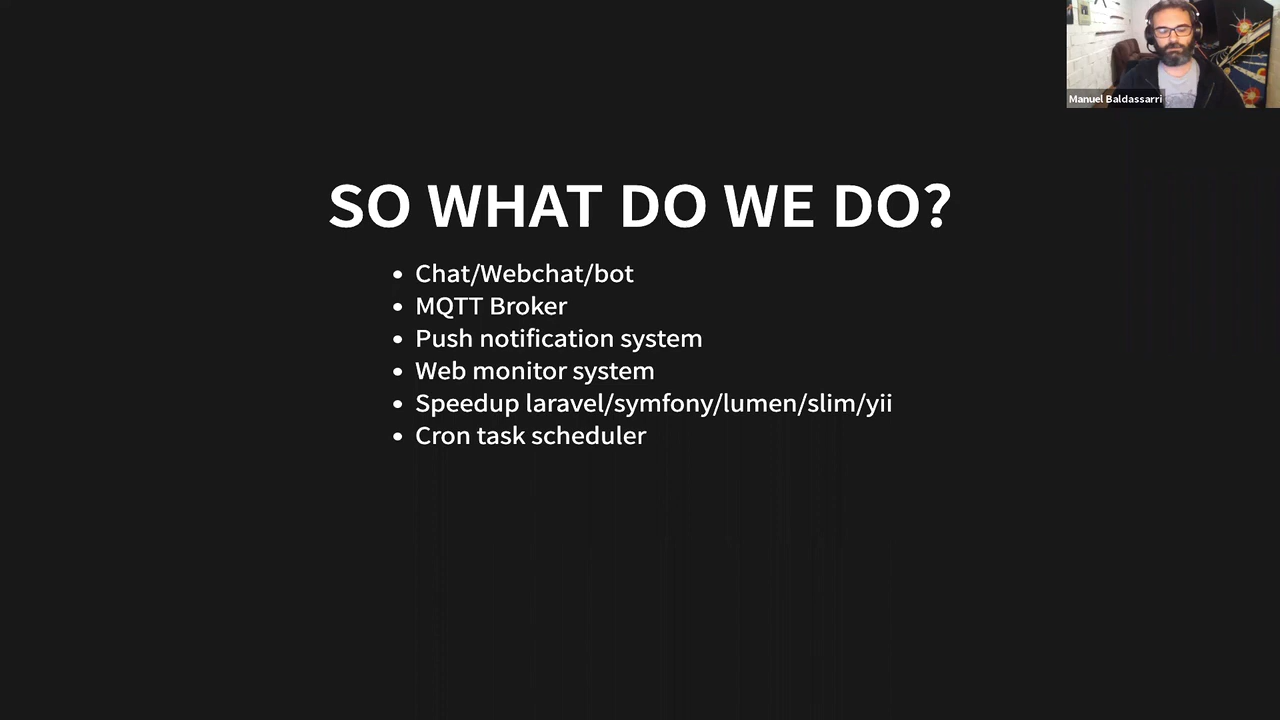 Manuel Baldassarri
SO WHAT DO WE DO?
• Chat/Webchat/bot
• MQTT Broker
• Push notification system
• Web monitor system
• Speedup laravel/symfony/lumen/slim/yii
• Cron task scheduler